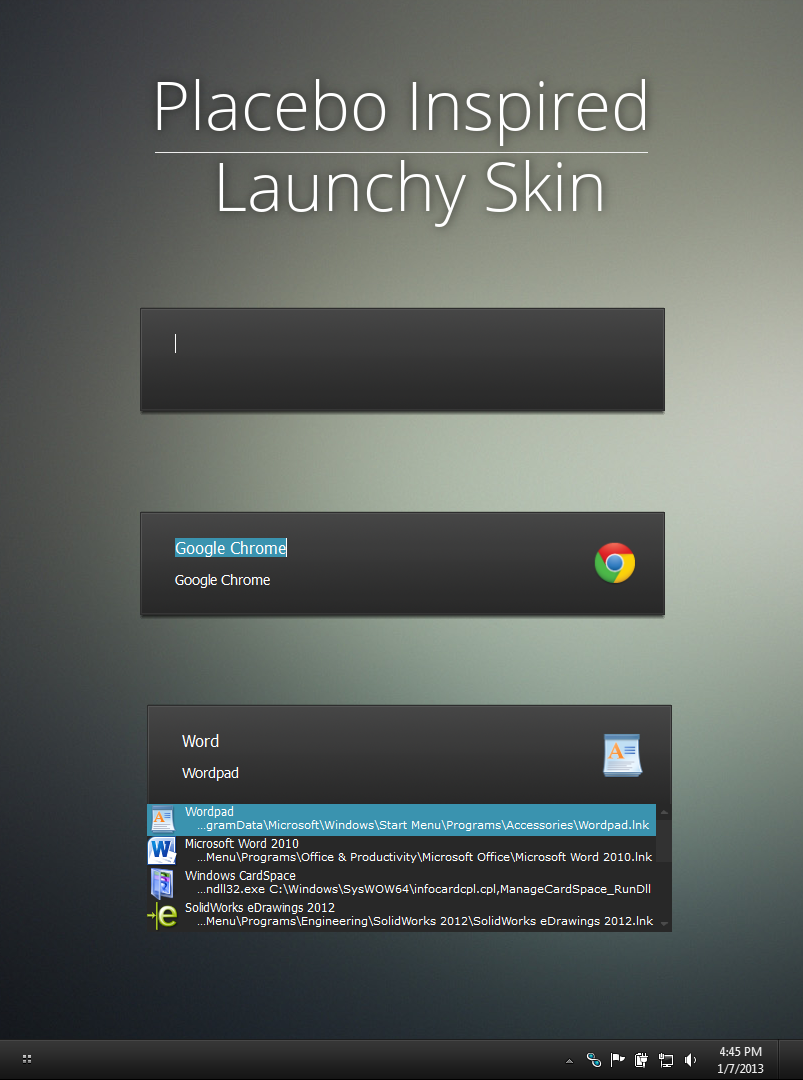 Placebo Inspired
Launchy Skin
Google Chrome
Google Chrome
Word
Wordpad
Wordpad
...gramData\Microsoft\Windows\Start Menu\Programs\Accessories\Wordpad.lnk
Microsoft Word 2010
...Menu\Programs\Office & Productivity\Microsoft Office\Microsoft Word 2010.lnk
Windows CardSpace
...ndll32.exe C:\Windows\SysWOW64\infocardcpl.cpl,ManageCardSpace_RunDll
SolidWorks eDrawings 2012
...Menu\Programs\Engineering\SolidWorks 2012\SolidWorks eDrawings 2012.lnk
4:45 PM
1/7/2013